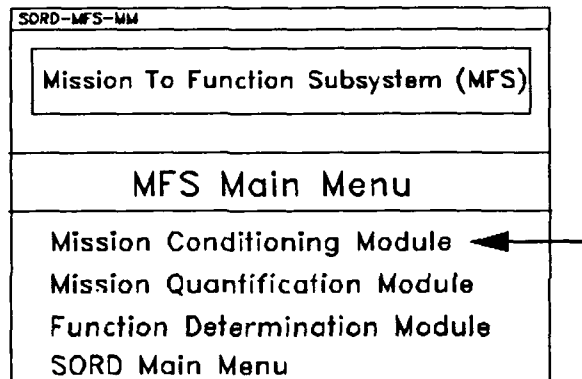 SORD-MFS-MM
Mission To Function Subsystem (MFS)
MFS Main Menu
Mission Conditioning Module
Mission Quantification Module
Function Determination Module
SORD Main Menu